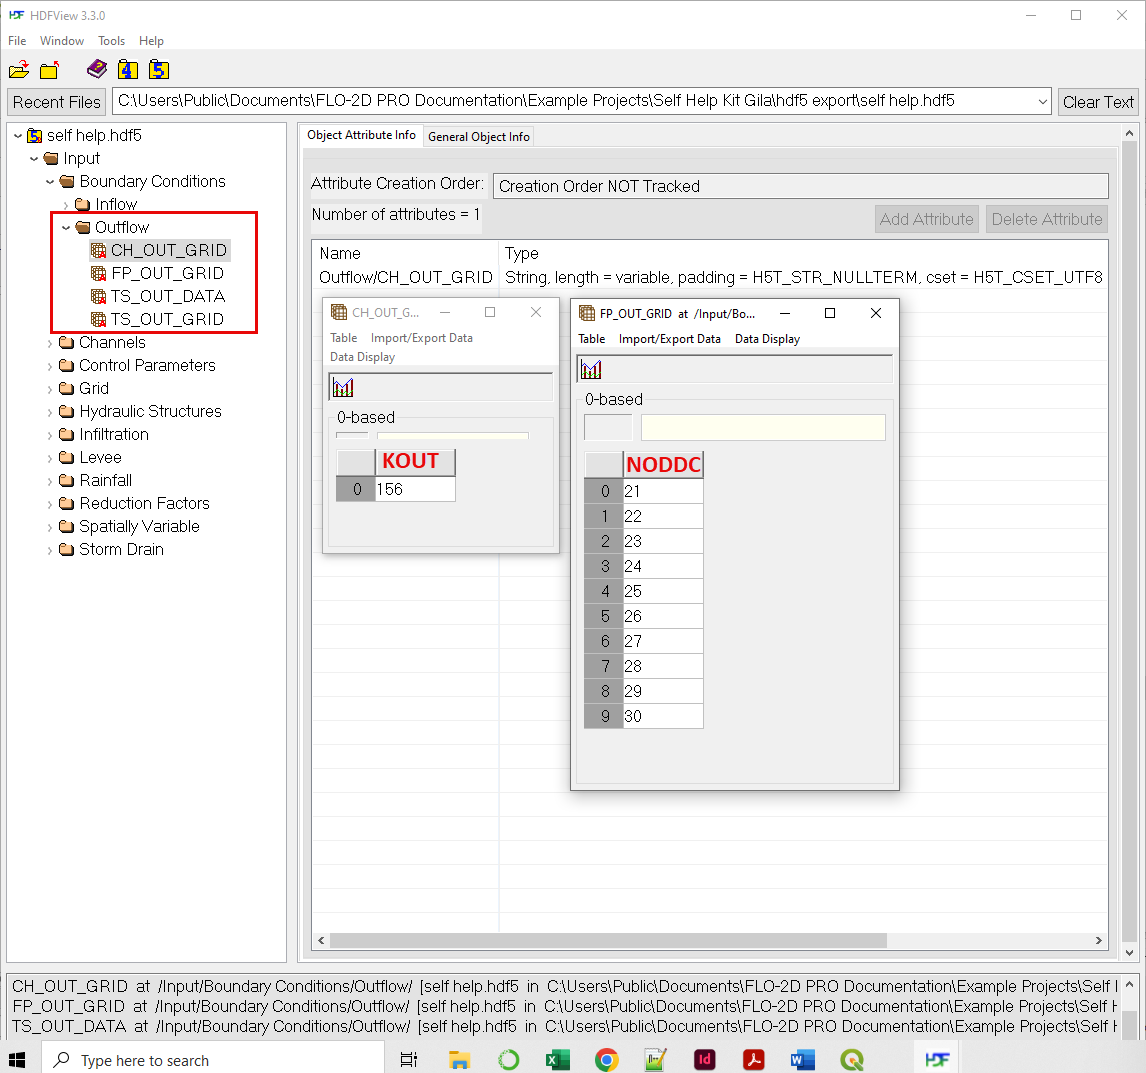 HDF HDFView 3.3.0
File Window Tools Help
4 5
Recent Files C:\Users\Public\Documents\FLO-2D PRO Documentation\Example Projects\Self Help Kit Gila\hdf5 export\self help.hdf5 Clear Text
5 self help.hdf5
Input
Boundary Conditions
Inflow
Outflow
CH_OUT_GRID
FP_OUT_GRID
TS_OUT_DATA
TS_OUT_GRID
Channels
Control Parameters
Grid
Hydraulic Structures
Infiltration
Levee
Rainfall
Reduction Factors
Spatially Variable
Storm Drain
Object Attribute Info General Object Info
Attribute Creation Order: Creation Order NOT Tracked
Number of attributes = 1 Add Attribute Delete Attribute
Name Type
Outflow/CH_OUT_GRID String, length = variable, padding = H5T_STR_NULLTERM, cset = H5T_CSET_UTF8
CH_OUT_G...
Table Import/Export Data
Data Display
0-based
KOUT
0 156
FP_OUT_GRID at /Input/Bo...
Table Import/Export Data Data Display
0-based
NODDC
0 21
1 22
2 23
3 24
4 25
5 26
6 27
7 28
8 29
9 30
CH_OUT_GRID at /Input/Boundary Conditions/Outflow/ [self help.hdf5 in C:\Users\Public\Documents\FLO-2D PRO Documentation\Example Projects\Self
FP_OUT_GRID at /Input/Boundary Conditions/Outflow/ [self help.hdf5 in C:\Users\Public\Documents\FLO-2D PRO Documentation\Example Projects\Self
TS_OUT_DATA at /Input/Boundary Conditions/Outflow/ [self help.hdf5 in C:\Users\Public\Documents\FLO-2D PRO Documentation\Example Projects\Self
Type here to search
X Id W HDF